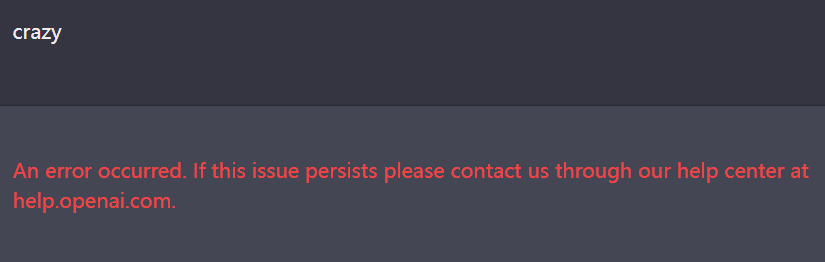 crazy
An error occurred. If this issue persists please contact us through our help center at
help.openai.com.